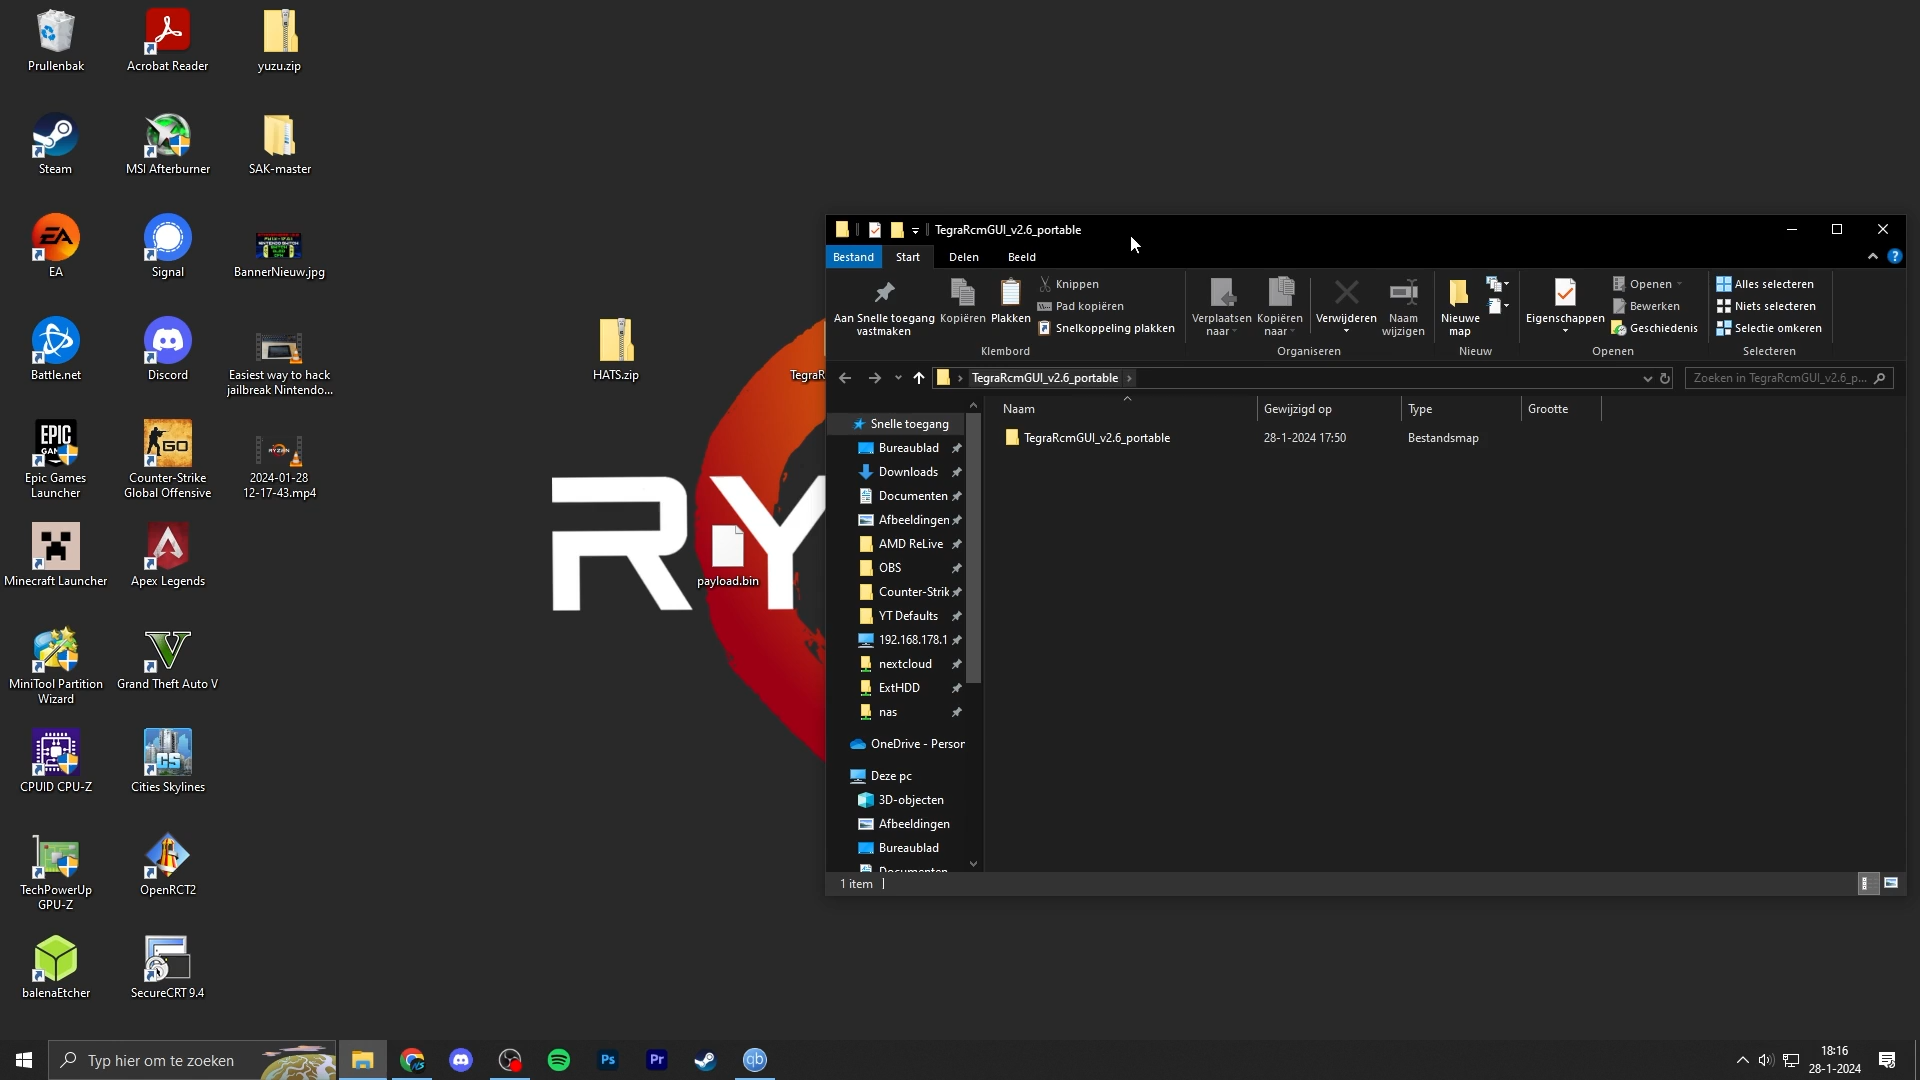 Prullenbak
Acrobat Reader
yuzu.zip
Steam
MSI Afterburner
SAK-master
EA
Signal
BannerNieuw.jpg
Battle.net
Discord
Easiest way to hack
jailbreak Nintendo...
Epic Games
Launcher
Counter-Strike
Global Offensive
2024-01-28
12-17-43.mp4
Minecraft Launcher
Apex Legends
MiniTool Partition
Wizard
Grand Theft Auto V
CPUID CPU-Z
Cities Skylines
TechPowerUp
GPU-Z
OpenRCT2
balenaEtcher
SecureCRT 9.4
HATS.zip
TegraR
payload.bin
RY
TegraRcmGUI_v2.6_portable
Bestand
Start
Delen
Beeld
Aan Snelle toegang
vastmaken
Kopiëren
Plakken
Knippen
Pad kopiëren
Snelkoppeling plakken
Klembord
Verplaatsen
naar
Kopiëren
naar
Verwijderen
Naam
wijzigen
Organiseren
Nieuwe
map
Nieuw
Eigenschappen
Openen
Bewerken
Geschiedenis
Openen
Alles selecteren
Niets selecteren
Selectie omkeren
Selecteren
TegraRcmGUI_v2.6_portable
Zoeken in TegraRcmGUI_v2.6_p...
Naam
Gewijzigd op
Type
Grootte
TegraRcmGUI_v2.6_portable
28-1-2024 17:50
Bestandsmap
Snelle toegang
Bureaublad
Downloads
Documenten
Afbeeldingen
AMD ReLive
OBS
Counter-Strik
YT Defaults
192.168.178.1
nextcloud
ExtHDD
nas
OneDrive - Person
Deze pc
3D-objecten
Afbeeldingen
Bureaublad
Documenten
1 item
Typ hier om te zoeken
Ps
Pr
qb
18:16
28-1-2024